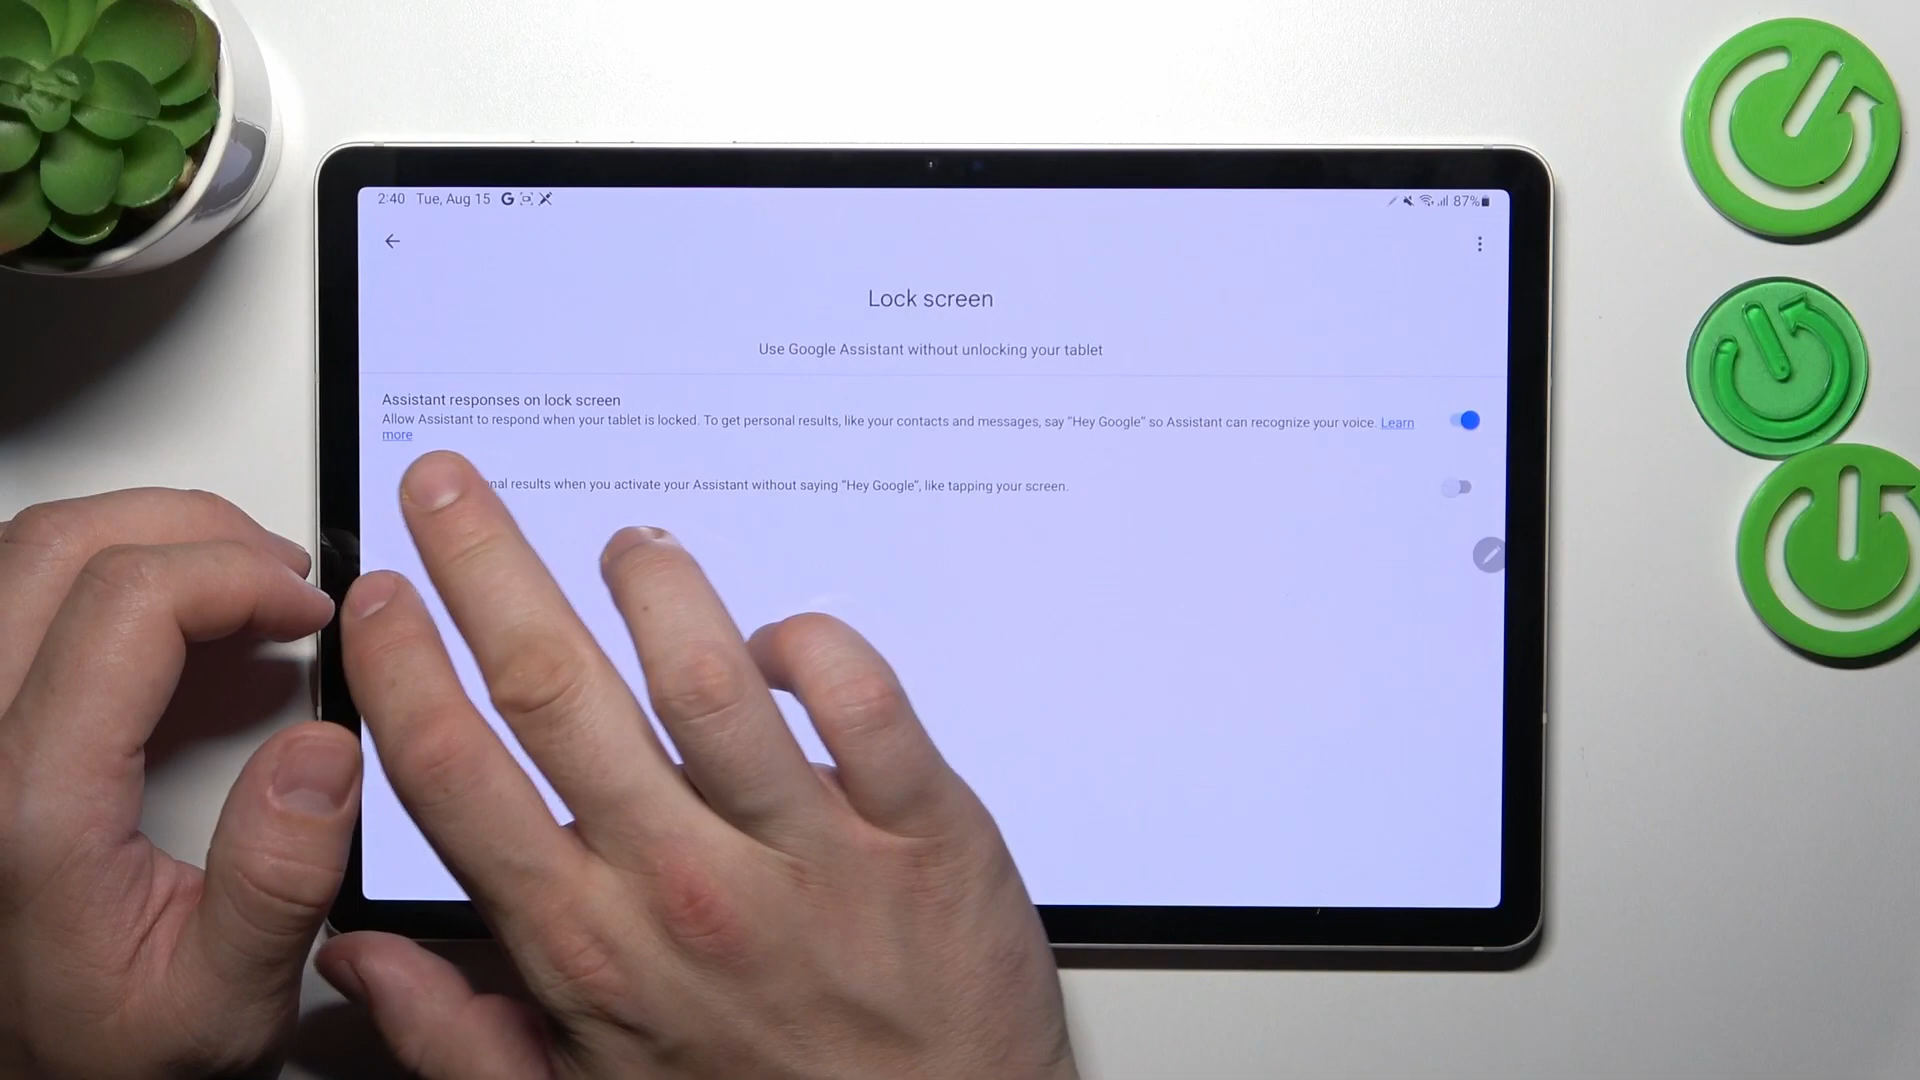 2:40 Tue, Aug 15 G 87%
Lock screen
Use Google Assistant without unlocking your tablet
Assistant responses on lock screen
Allow Assistant to respond when your tablet is locked. To get personal results, like your contacts and messages, say “Hey Google” so Assistant can recognize your voice. Learn
more
results when you activate your Assistant without saying “Hey Google”, like tapping your screen.